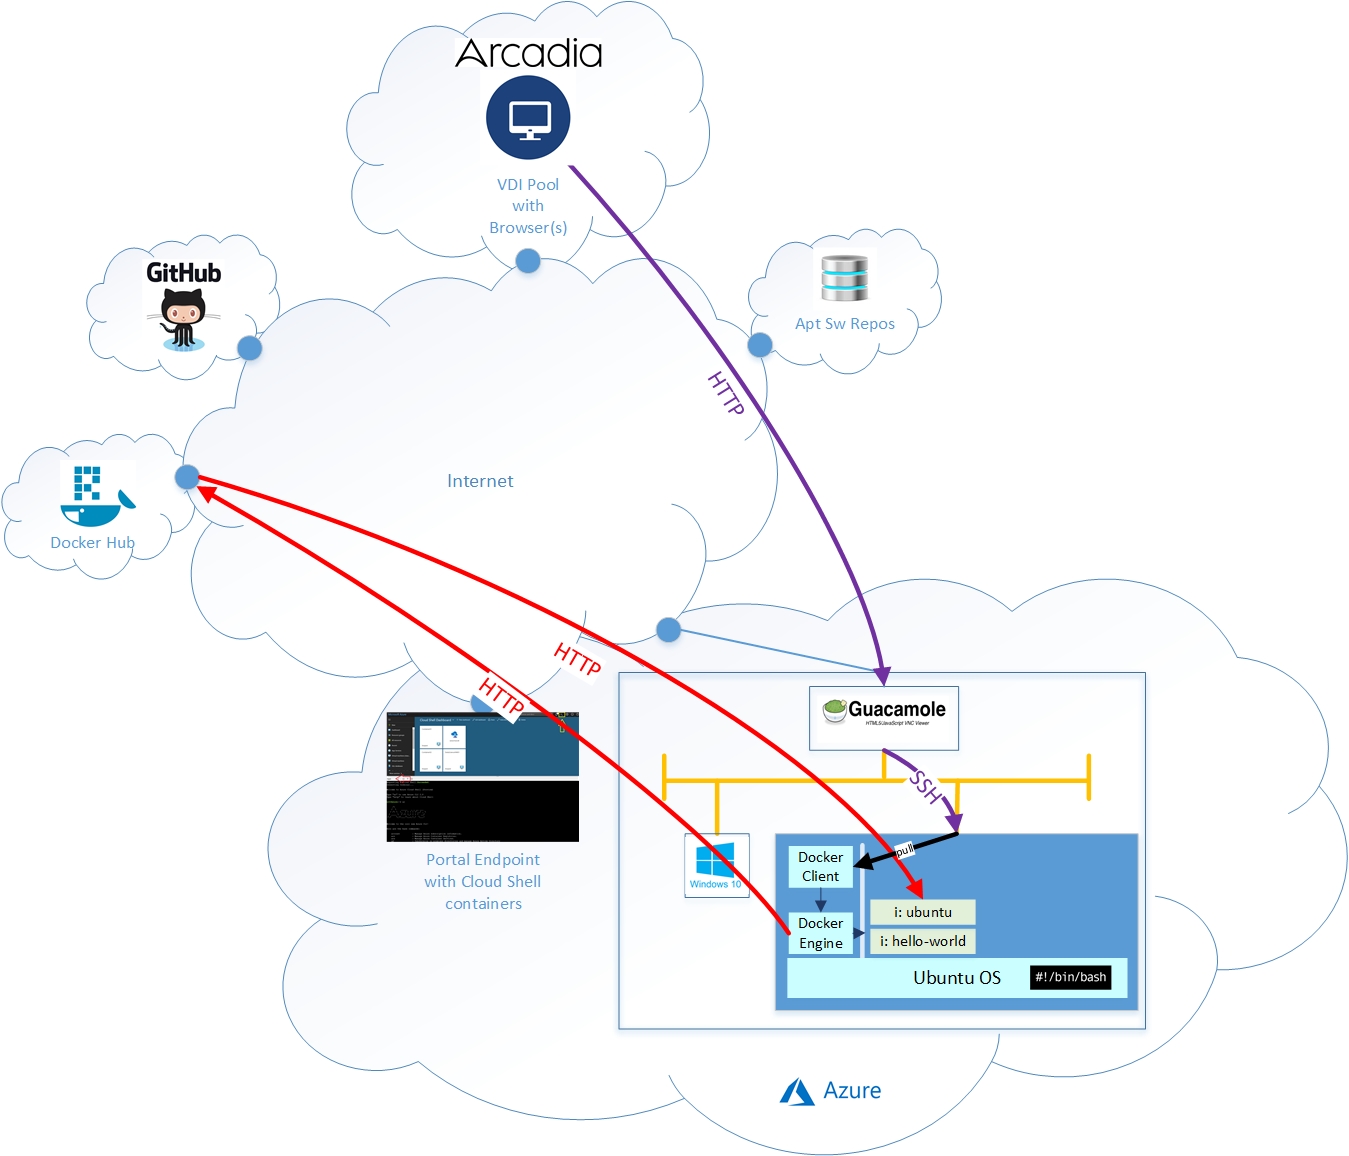 Arcadia
VDI Pool
with
Browser(s)
GitHub
Apt Sw Repos
HTTP
Internet
Docker Hub
HTTP
HTTP
Guacamole
HTML5/JavaScript VNC Viewer
SSH
Portal Endpoint
with Cloud Shell
containers
Windows 10
Docker
Client
pull
Docker
Engine
i: ubuntu
i: hello-world
Ubuntu OS
#!/bin/bash
Azure